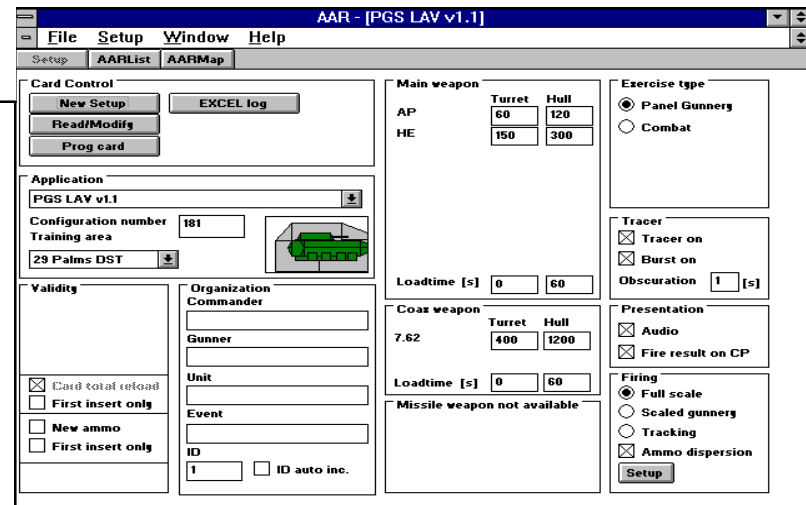 AAR - [PGS LAV v1.1]
File Setup Window Help
Setup AARList AARMap
Card Control
New Setup EXCEL log
Read/Modify
Prog card
Application
PGS LAV v1.1
Configuration number 181
Training area
29 Palms DST
Validity
Card total reload
First insert only
New ammo
First insert only
Organization
Commander
Gunner
Unit
Event
ID
1 ID auto inc.
Main weapon
Turret Hull
AP 60 120
HE 150 300
Loadtime [s] 0 60
Coax weapon
Turret Hull
7.62 400 1200
Loadtime [s] 0 60
Missile weapon not available
Exercise type
Panel Gunnery
Combat
Tracer
Tracer on
Burst on
Obscuration 1 [s]
Presentation
Audio
Fire result on CP
Firing
Full scale
Scaled gunnery
Tracking
Ammo dispersion
Setup